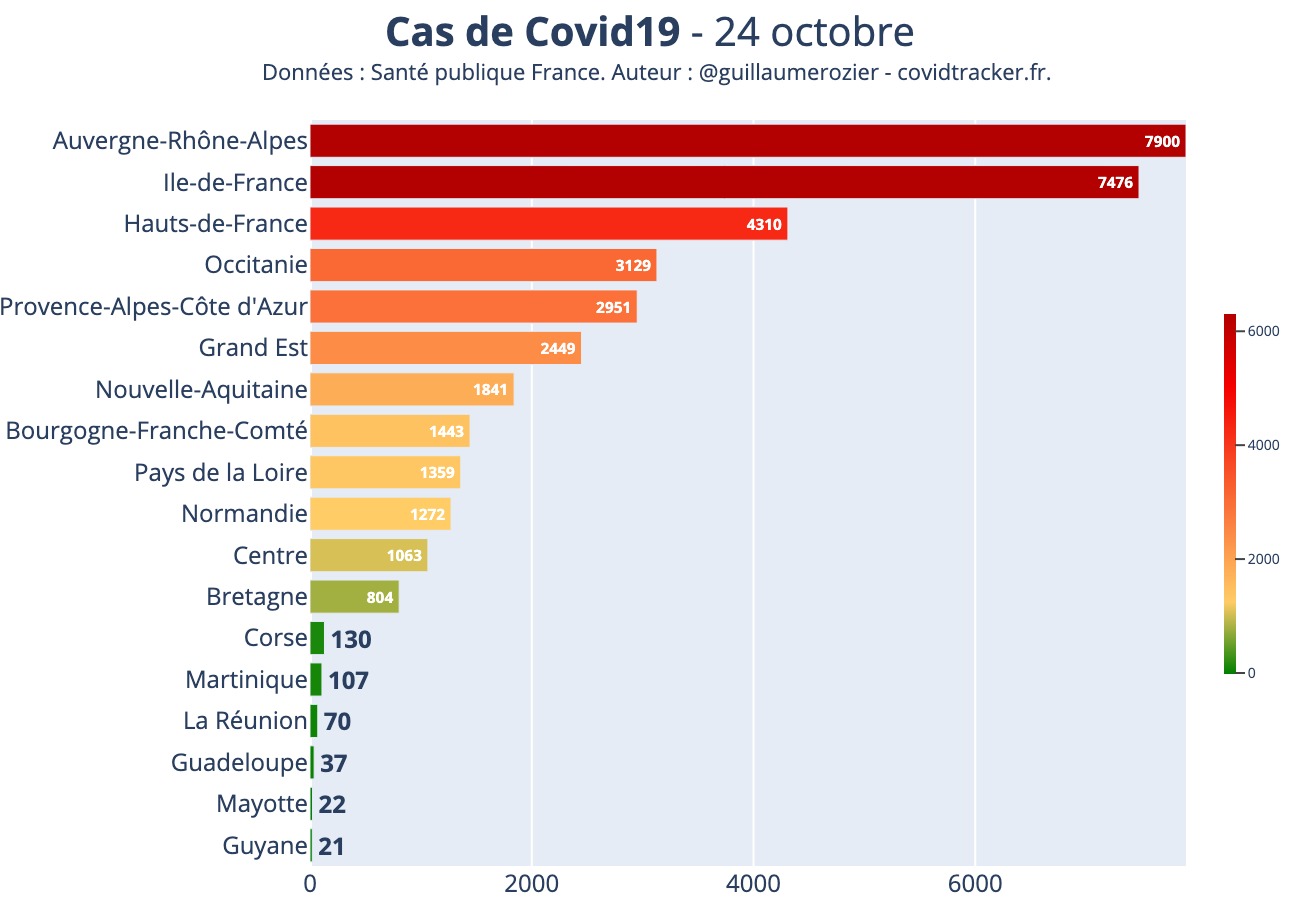 Cas de Covid19 - 24 octobre
Données : Santé publique France. Auteur : @guillaumerozier - covidtracker.fr.
Auvergne-Rhône-Alpes 7900
Ile-de-France 7476
Hauts-de-France 4310
Occitanie 3129
Provence-Alpes-Côte d'Azur 2951
Grand Est 2449
Nouvelle-Aquitaine 1841
Bourgogne-Franche-Comté 1443
Pays de la Loire 1359
Normandie 1272
Centre 1063
Bretagne 804
Corse 130
Martinique 107
La Réunion 70
Guadeloupe 37
Mayotte 22
Guyane 21
0 2000 4000 6000
6000
4000
2000
0